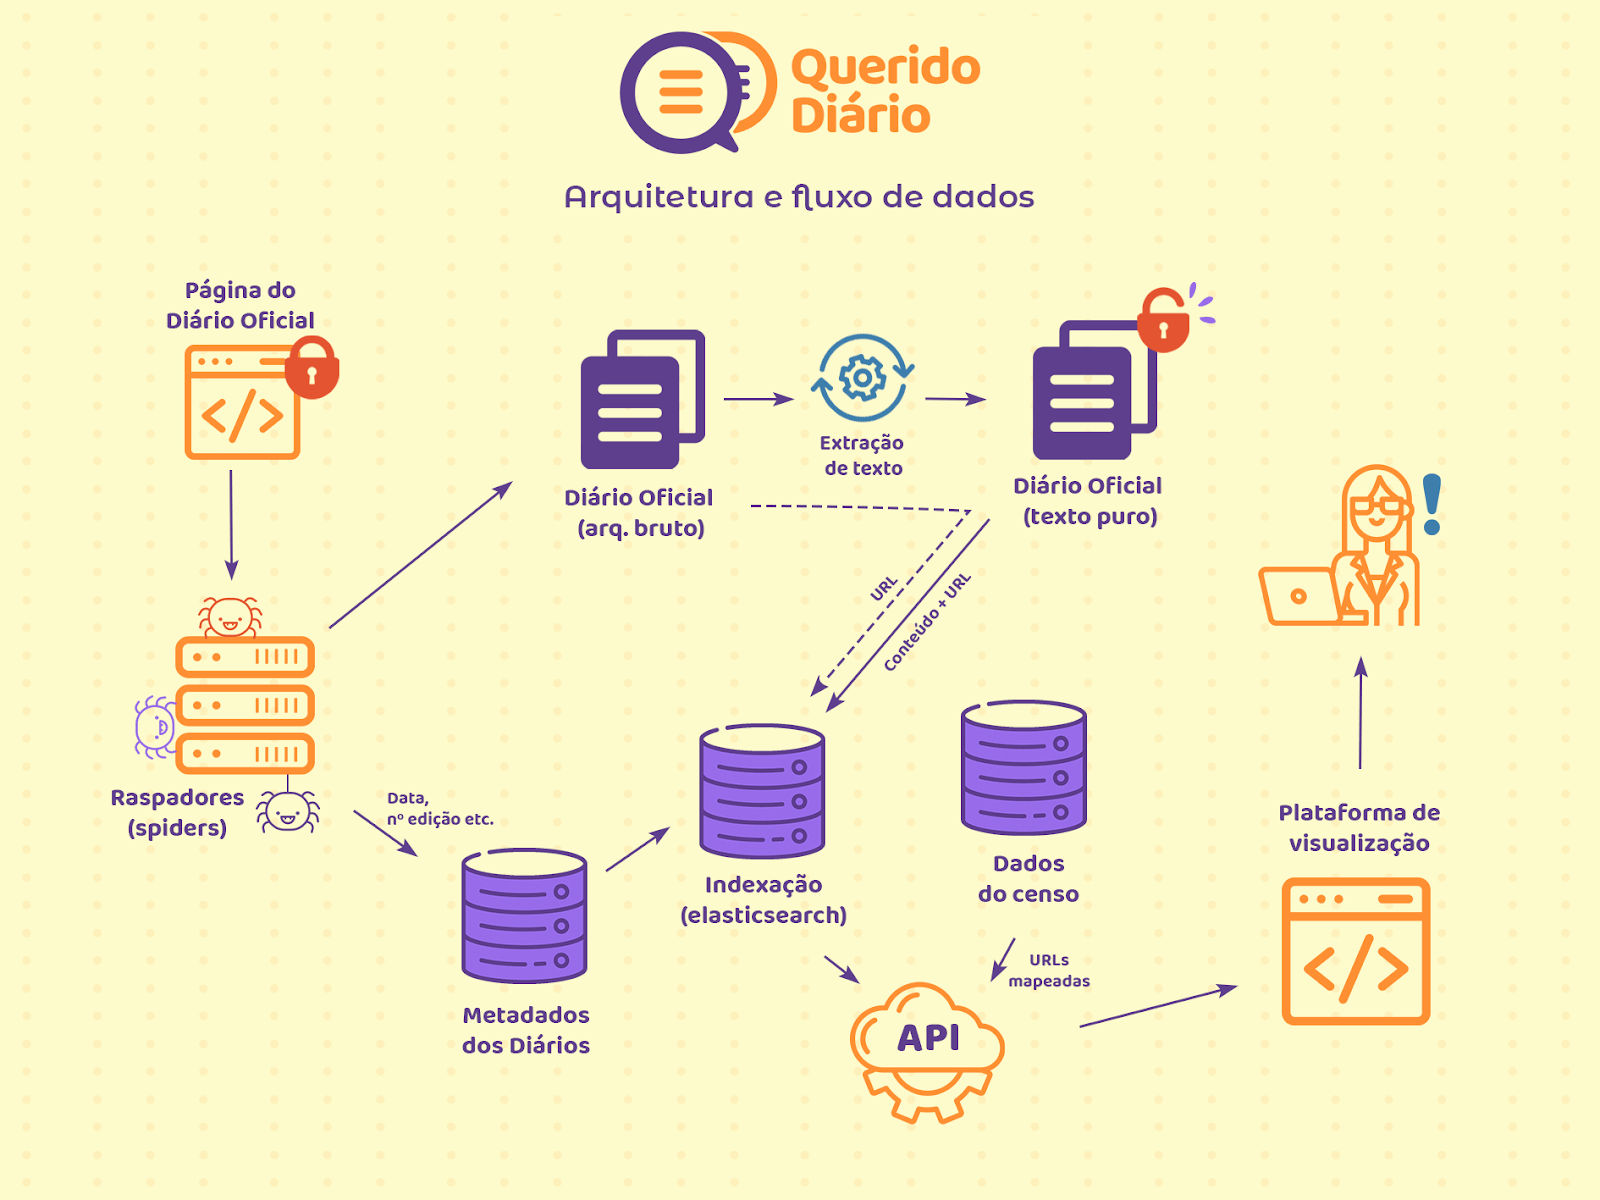 Querido
Diário
Arquitetura e fluxo de dados
Página do
Diário Oficial
Diário Oficial
(arq. bruto)
Extração
de texto
Diário Oficial
(texto puro)
URL
Conteúdo + URL
Raspadores
(spiders)
Data,
nº edição etc.
Metadados
dos Diários
Indexação
(elasticsearch)
Dados
do censo
URLs
mapeadas
API
Plataforma de
visualização